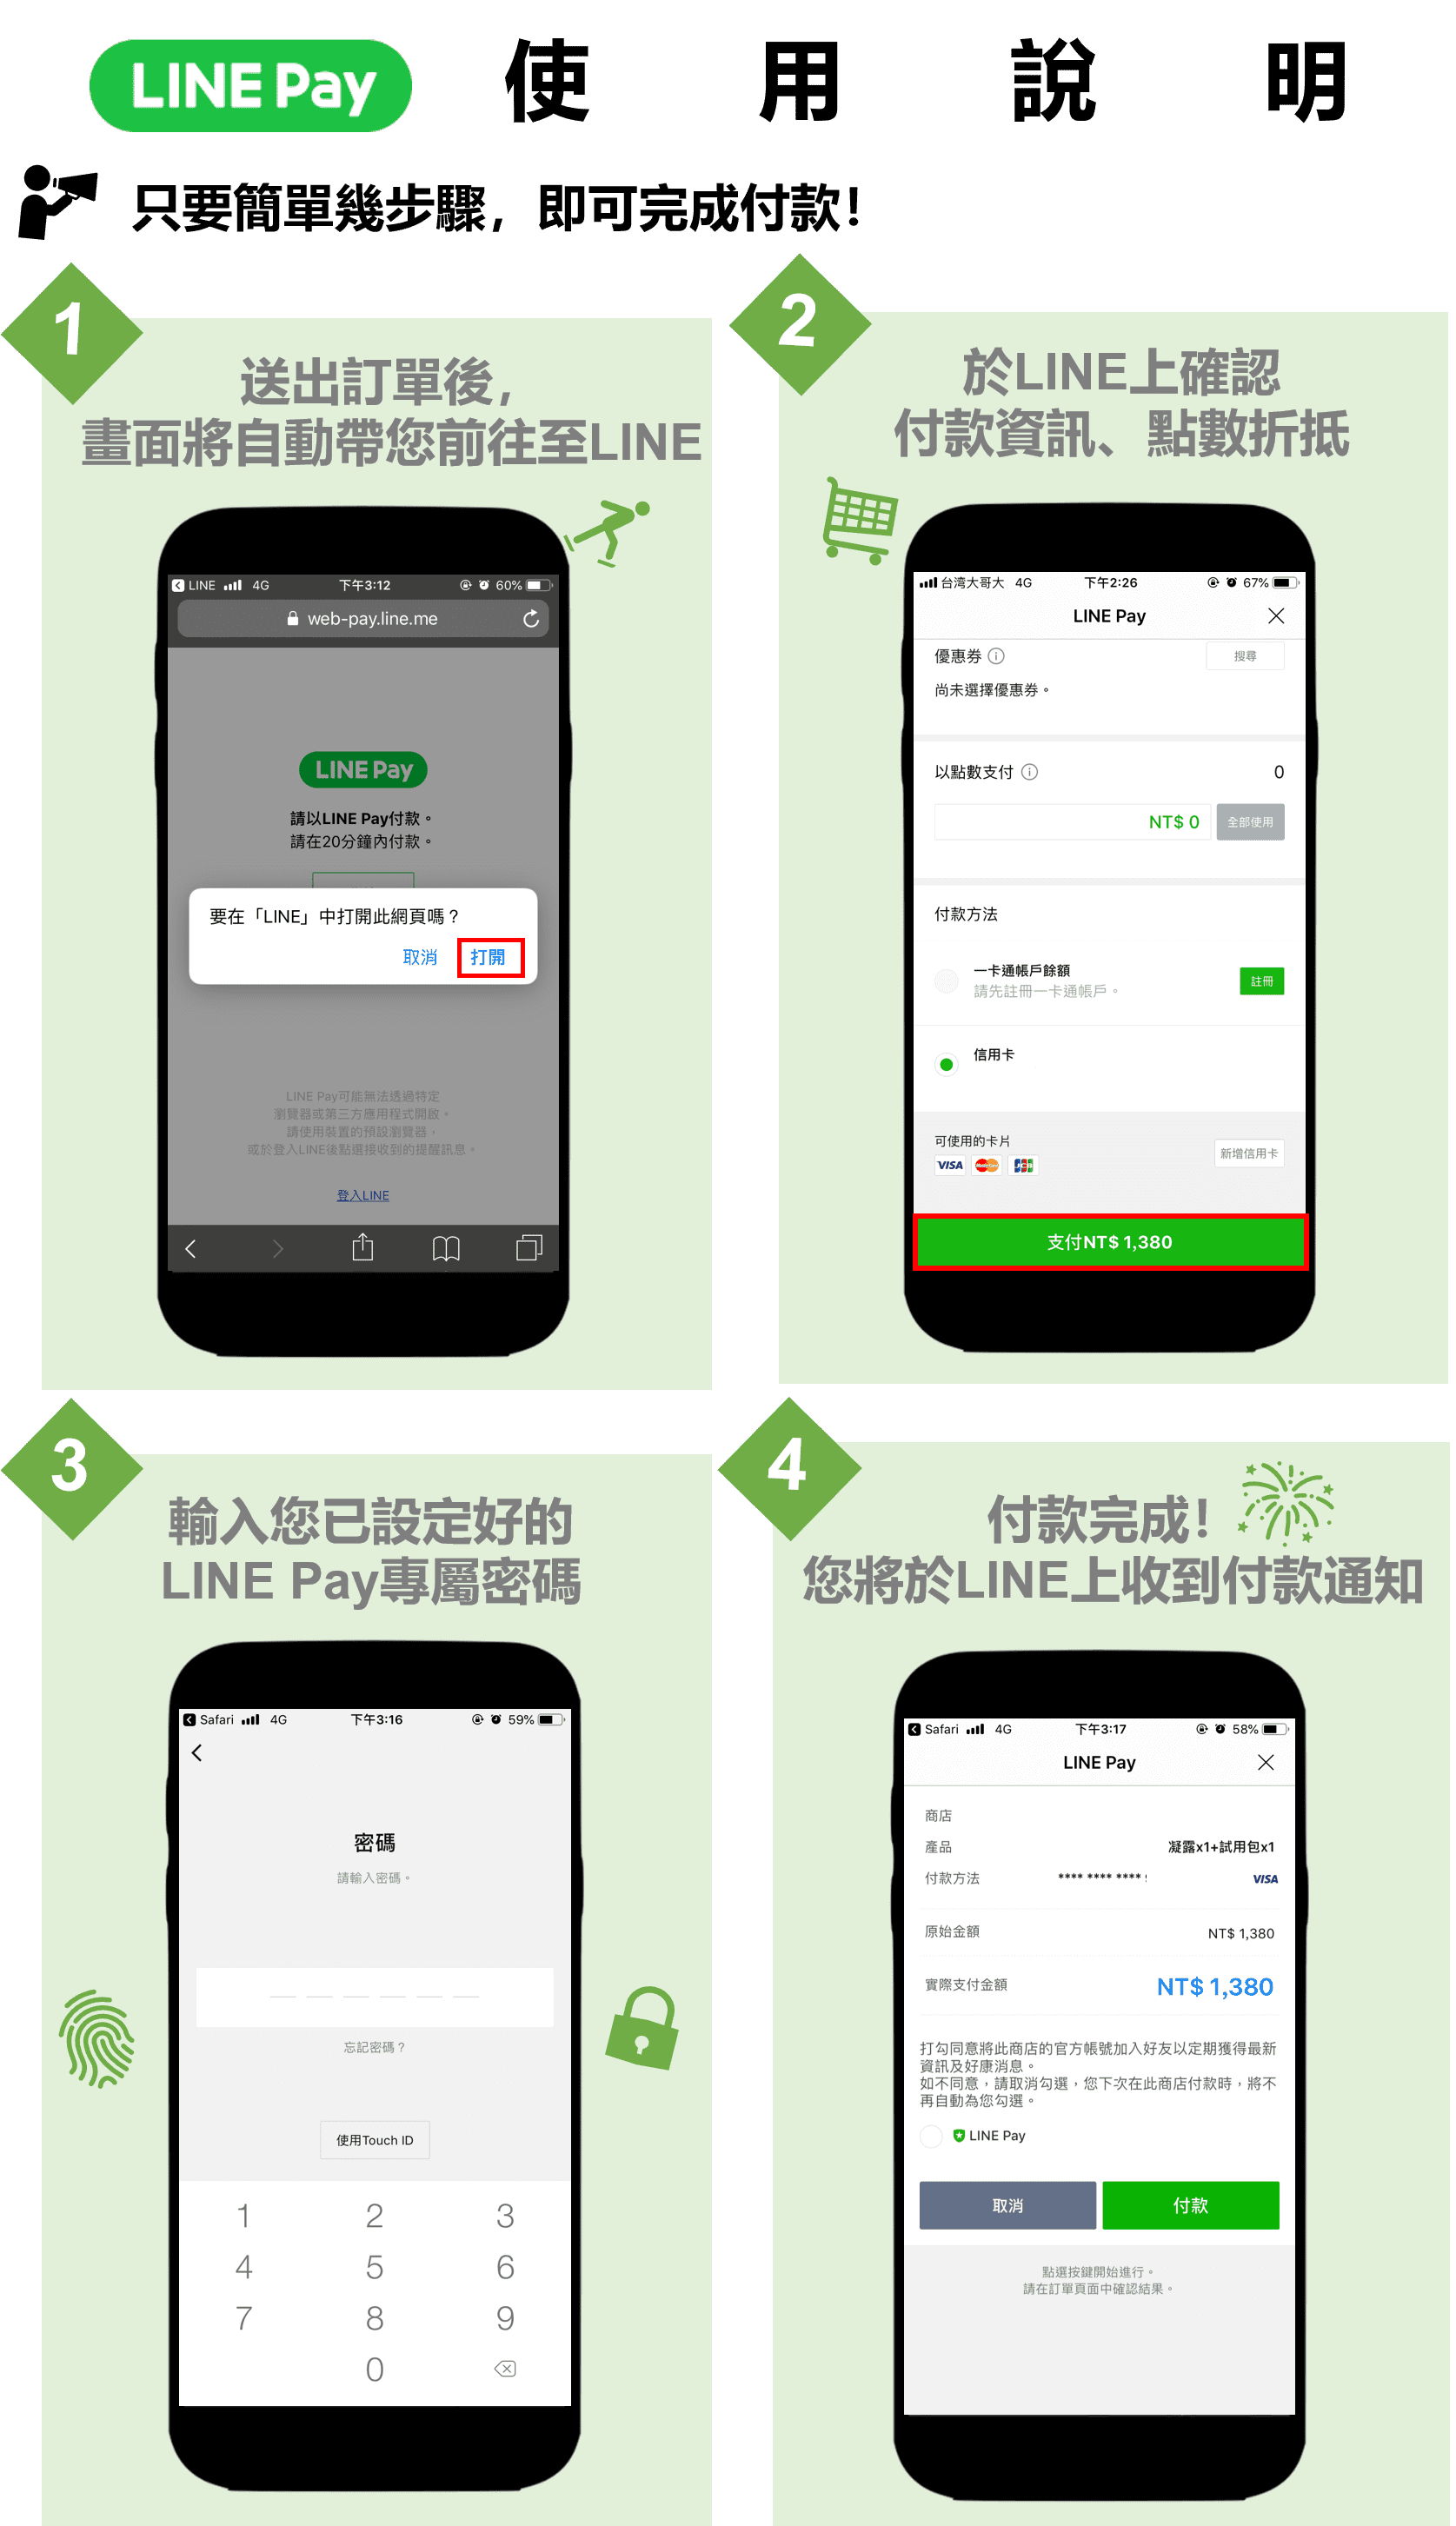 LINE Pay 使用說明
只要簡單幾步驟，即可完成付款！
1
送出訂單後，
畫面將自動帶您前往至LINE
LINE 4G 下午3:12 60%
web-pay.line.me
LINE Pay
請以LINE Pay付款。
請在20分鐘內付款。
要在「LINE」中打開此網頁嗎？
取消 打開
LINE Pay可能無法透過特定
瀏覽器或第三方應用程式開啟。
請使用裝置的預設瀏覽器，
或於登入LINE後點選接收到的提醒訊息。
登入LINE
2
於LINE上確認
付款資訊、點數折抵
台湾大哥大 4G 下午2:26 67%
LINE Pay
優惠券 搜尋
尚未選擇優惠券。
以點數支付 0
NT$ 0 全部使用
付款方法
一卡通帳戶餘額
請先註冊一卡通帳戶。
註冊
信用卡
可使用的卡片
VISA MasterCard JCB
新增信用卡
支付NT$ 1,380
3
輸入您已設定好的
LINE Pay專屬密碼
Safari 4G 下午3:16 59%
密碼
請輸入密碼。
忘記密碼？
使用Touch ID
1 2 3
4 5 6
7 8 9
0
4
付款完成！
您將於LINE上收到付款通知
Safari 4G 下午3:17 58%
LINE Pay
商店
產品 凝露x1+試用包x1
付款方法 **** **** **** VISA
原始金額 NT$ 1,380
實際支付金額 NT$ 1,380
打勾同意將此商店的官方帳號加入好友以定期獲得最新
資訊及好康消息。
如不同意，請取消勾選，您下次在此商店付款時，將不
再自動為您勾選。
LINE Pay
取消 付款
點選按鍵開始進行。
請在訂單頁面中確認結果。